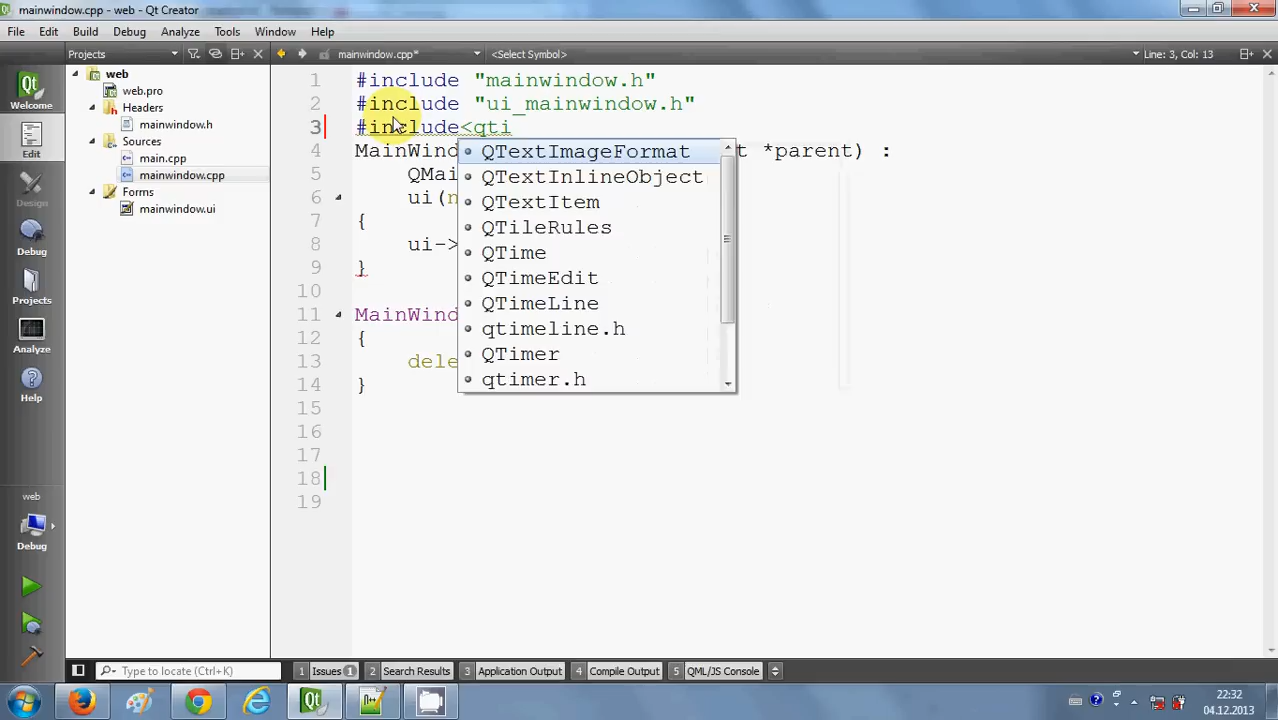 mainwindow.cpp - web - Qt Creator
File Edit Build Debug Analyze Tools Window Help
Projects
mainwindow.cpp*
<Select Symbol>
Line: 3, Col: 13
Welcome
Edit
Design
Debug
Projects
Analyze
Help
web
Debug
web
web.pro
Headers
mainwindow.h
Sources
main.cpp
mainwindow.cpp
Forms
mainwindow.ui
1 #include "mainwindow.h"
2 #include "ui_mainwindow.h"
3 #include<qti
4 MainWind t *parent) :
5 QMai
6 ui(n
7 {
8 ui->
9 }
10
11 MainWind
12 {
13 dele
14 }
15
16
17
18
19
QTextImageFormat
QTextInlineObject
QTextItem
QTileRules
QTime
QTimeEdit
QTimeLine
qtimeline.h
QTimer
qtimer.h
Type to locate (Ctrl+K)
1 Issues 1 2 Search Results 3 Application Output 4 Compile Output 5 QML/JS Console
22:32
04.12.2013